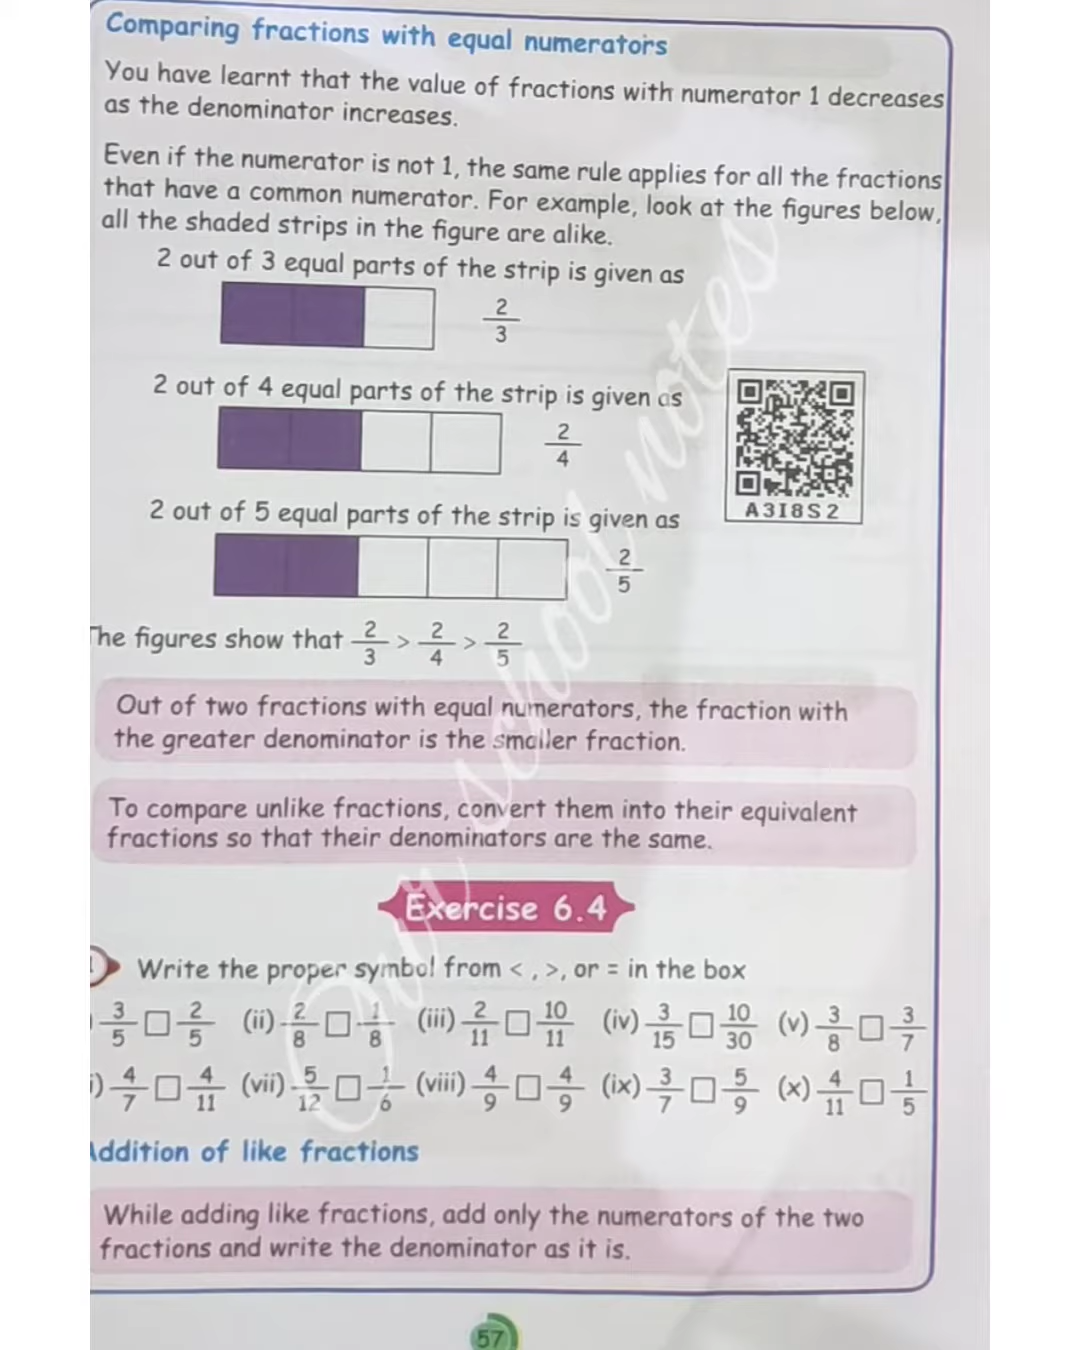 Comparing fractions with equal numerators
You have learnt that the value of fractions with numerator 1 decreases
as the denominator increases.
Even if the numerator is not 1, the same rule applies for all the fractions
that have a common numerator. For example, look at the figures below,
all the shaded strips in the figure are alike.
2 out of 3 equal parts of the strip is given as
2/3
2 out of 4 equal parts of the strip is given as
2/4
A3I8S2
2 out of 5 equal parts of the strip is given as
2/5
The figures show that 2/3 > 2/4 > 2/5
Out of two fractions with equal numerators, the fraction with
the greater denominator is the smaller fraction.
To compare unlike fractions, convert them into their equivalent
fractions so that their denominators are the same.
Exercise 6.4
Write the proper symbol from < , >, or = in the box
3/5 □ 2/5 (ii) 2/8 □ 1/8 (iii) 2/11 □ 10/11 (iv) 3/15 □ 10/30 (v) 3/8 □ 3/7
) 4/7 □ 4/11 (vii) 5/12 □ 1/6 (viii) 4/9 □ 4/9 (ix) 3/7 □ 5/9 (x) 4/11 □ 1/5
Addition of like fractions
While adding like fractions, add only the numerators of the two
fractions and write the denominator as it is.
57
Our school notes